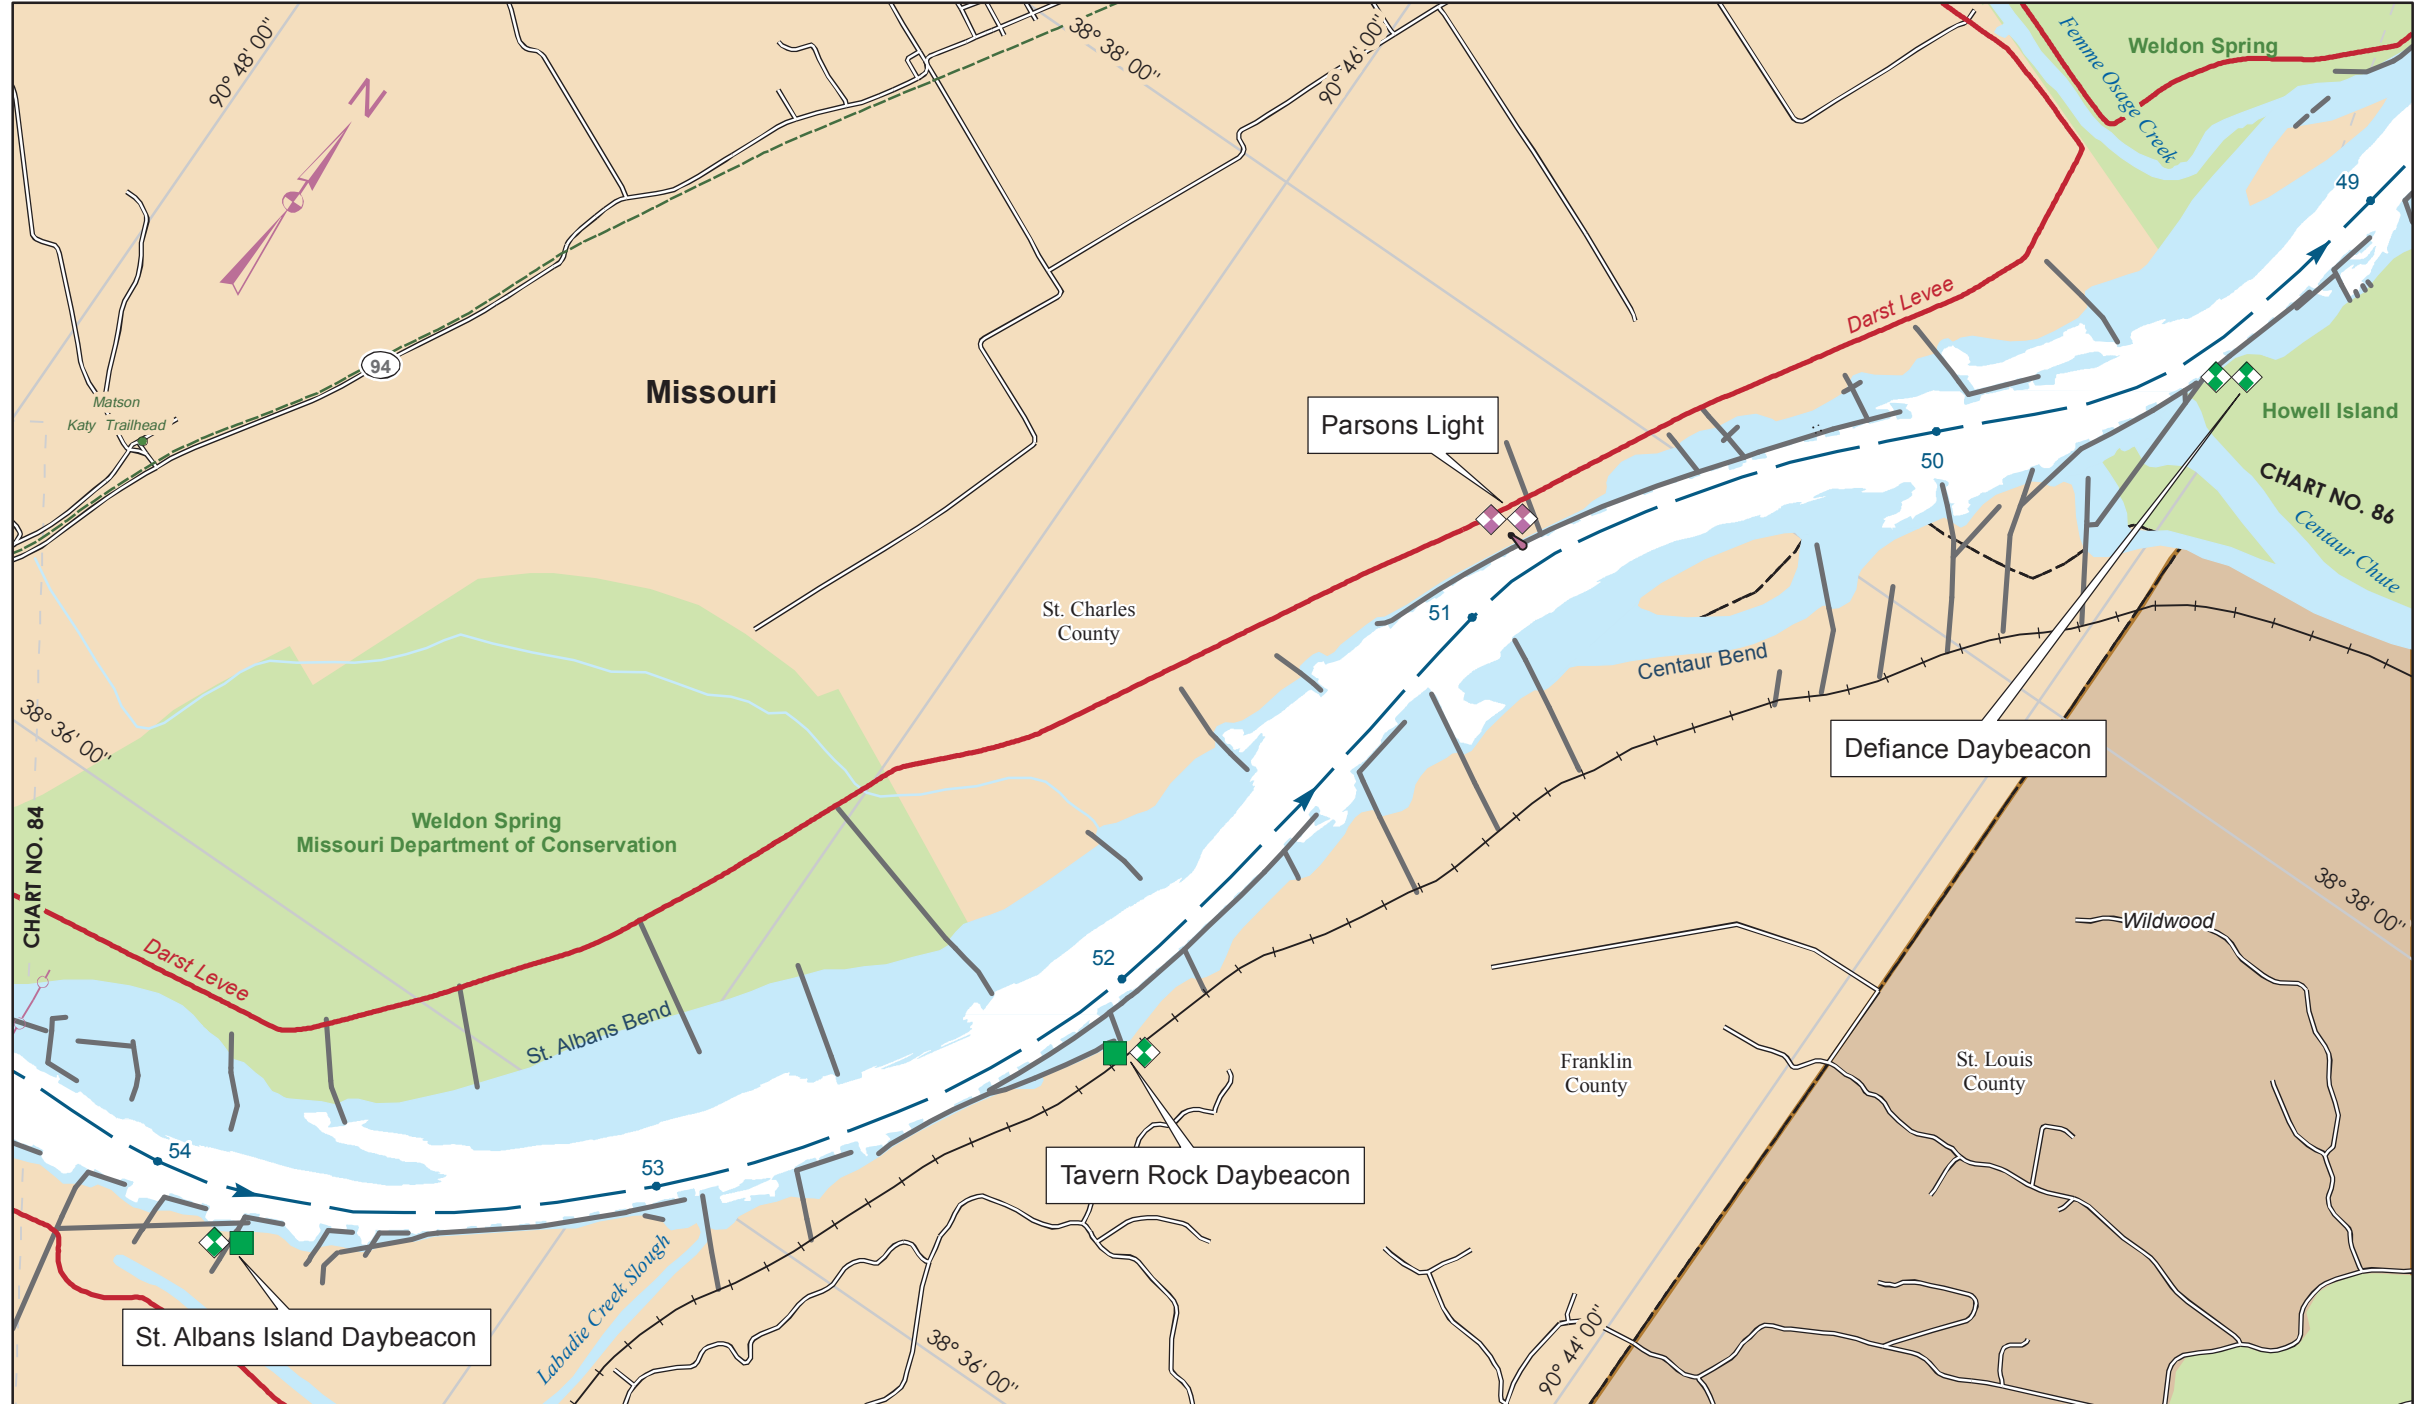 90° 48' 00"
N
38° 38' 00"
90° 46' 00"
Femme Osage Creek
Weldon Spring
49
94
Matson
Katy Trailhead
Missouri
Darst Levee
Parsons Light
50
Howell Island
CHART NO. 86
Centaur Chute
St. Charles
County
51
Centaur Bend
38° 36' 00"
Defiance Daybeacon
CHART NO. 84
Weldon Spring
Missouri Department of Conservation
38° 38' 00"
Wildwood
Darst Levee
52
St. Albans Bend
Franklin
County
St. Louis
County
54
53
Tavern Rock Daybeacon
Labadie Creek Slough
St. Albans Island Daybeacon
38° 36' 00"
90° 44' 00"